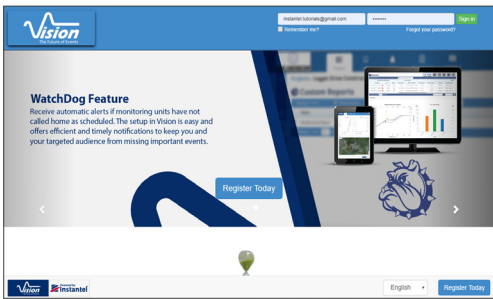 Vision
The Future of Events
instantel.tutorials@gmail.com
•••••••
Sign in
Remember me?
Forgot your password?
Custom Reports
WatchDog Feature
Receive automatic alerts if monitoring units have not
called home as scheduled. The setup in Vision is easy and
offers efficient and timely notifications to keep you and
your targeted audience from missing important events.
Register Today
Vision
Powered by
Instantel
English
Register Today